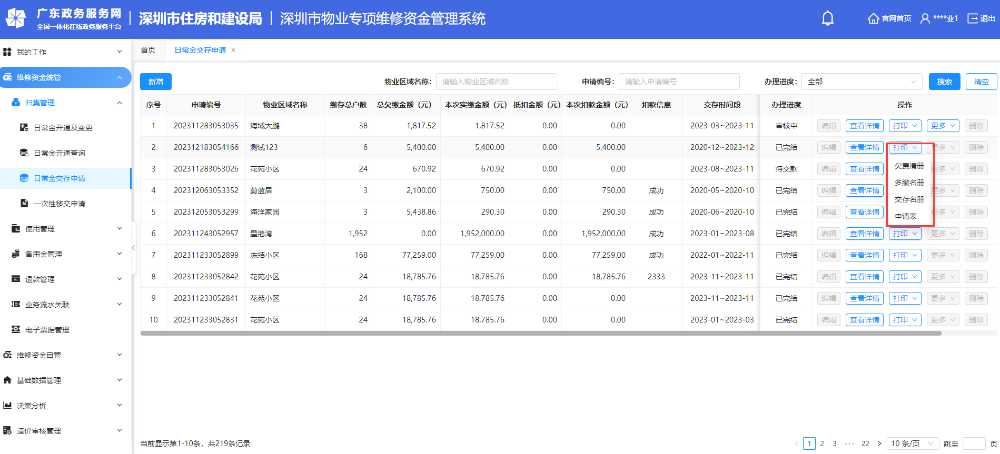 广东政务服务网
全国一体化在线政务服务平台
深圳市住房和建设局
深圳市物业专项维修资金管理系统
官网首页
****业1
退出
我的工作
维修资金统管
归集管理
日常金开通及变更
日常金开通查询
日常金交存申请
一次性移交申请
使用管理
备用金管理
退款管理
业务流水关联
电子票据管理
维修资金自管
基础数据管理
决策分析
造价审核管理
首页 日常金交存申请 ×
新增 物业区域名称： 请输入物业区域名称 申请编号： 请输入申请编号 办理进度： 全部 搜索 清空
序号 申请编号 物业区域名称 缴存总户数 总欠缴金额（元） 本次实缴金额（元） 抵扣金额（元） 本次扣款金额（元） 扣款信息 交存时间段 办理进度 操作
1 202311283053035 海域大鹏 38 1,817.52 1,817.52 0.00 0.00 2023-03~2023-11 审核中 编辑 查看详情 打印 更多 删除
2 202312183054166 测试123 6 5,400.00 5,400.00 0.00 5,400.00 2020-12~2023-12 已完结 编辑 查看详情 打印 更多 删除
3 202311283053026 花苑小区 24 670.92 670.92 0.00 0.00 2023-08~2023-11 待交款 编辑 查看详情 更多 删除
4 202312063053352 蔚蓝居 3 2,100.00 750.00 0.00 750.00 成功 2020-05~2020-10 已完结 编辑 查看详情 更多 删除
5 202312053053299 海洋家园 3 5,438.86 290.30 0.00 290.30 成功 2020-06~2020-10 已完结 编辑 查看详情 更多 删除
6 202311243052957 星港湾 1,952 0.00 1,952,000.00 0.00 1,952,000.00 成功 2023-01~2023-08 已完结 编辑 查看详情 打印 更多 删除
7 202311233052899 冻结小区 168 77,259.00 77,259.00 0.00 77,259.00 成功 2022-01~2022-11 已完结 编辑 查看详情 打印 更多 删除
8 202311233052842 花苑小区 24 18,785.76 18,785.76 0.00 18,785.76 2333 2023-11~2023-11 已完结 编辑 查看详情 打印 更多 删除
9 202311233052841 花苑小区 24 18,785.76 18,785.76 0.00 0.00 2023-11~2023-11 已完结 编辑 查看详情 打印 更多 删除
10 202311233052831 花苑小区 24 18,785.76 18,785.76 0.00 0.00 2023-01~2023-03 已完结 编辑 查看详情 打印 更多 删除
欠费清册
多缴名册
交存名册
申请表
当前显示第1-10条，共219条记录
< 1 2 3 ··· 22 > 10 条/页 跳至 页